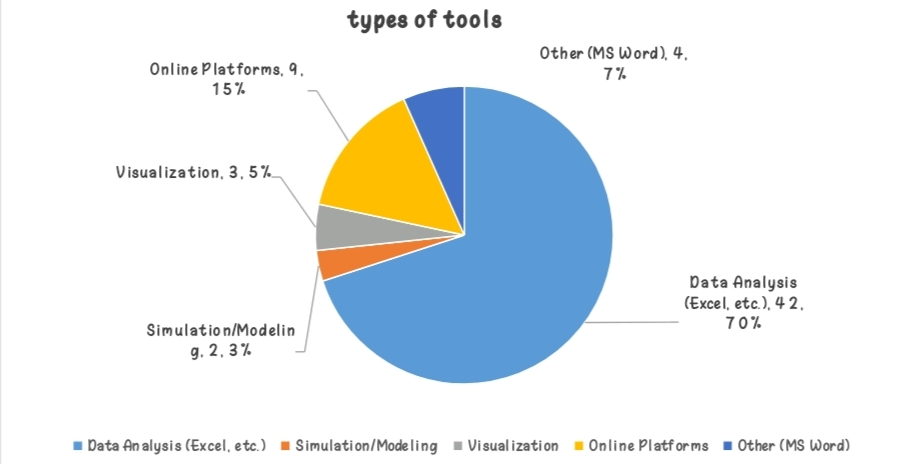 types of tools
Other (MS Word), 4,
7%
Online Platforms, 9,
15%
Visualization, 3, 5%
Data Analysis
(Excel, etc.), 42,
70%
Simulation/Modelin
g, 2, 3%
Data Analysis (Excel, etc.) Simulation/Modeling Visualization Online Platforms Other (MS Word)